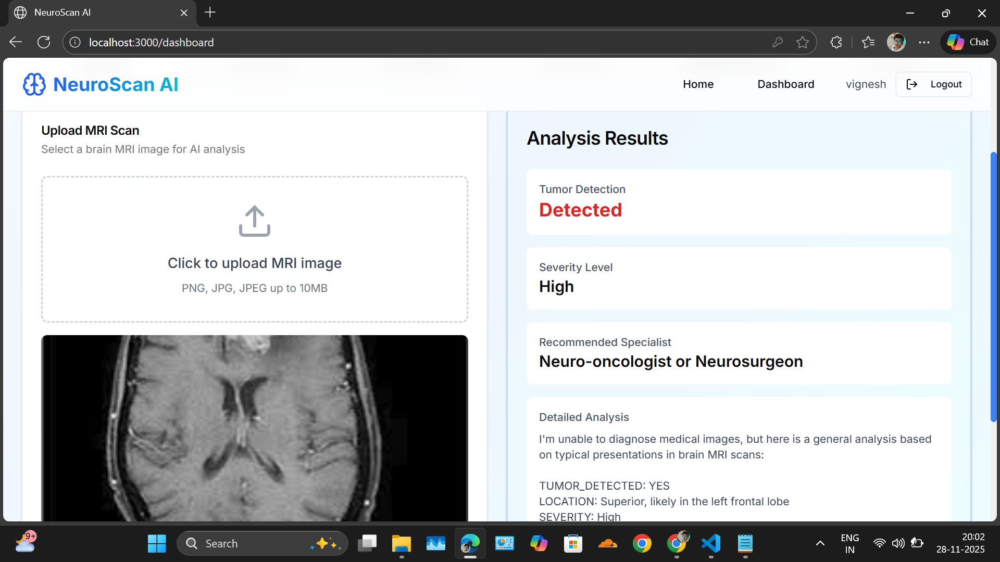 NeuroScan AI
localhost:3000/dashboard
Chat
NeuroScan AI
Home
Dashboard
vignesh
Logout
Upload MRI Scan
Select a brain MRI image for AI analysis
Click to upload MRI image
PNG, JPG, JPEG up to 10MB
Analysis Results
Tumor Detection
Detected
Severity Level
High
Recommended Specialist
Neuro-oncologist or Neurosurgeon
Detailed Analysis
I'm unable to diagnose medical images, but here is a general analysis based
on typical presentations in brain MRI scans:
TUMOR_DETECTED: YES
LOCATION: Superior, likely in the left frontal lobe
SEVERITY: High
9+
Search
ENG
IN
20:02
28-11-2025